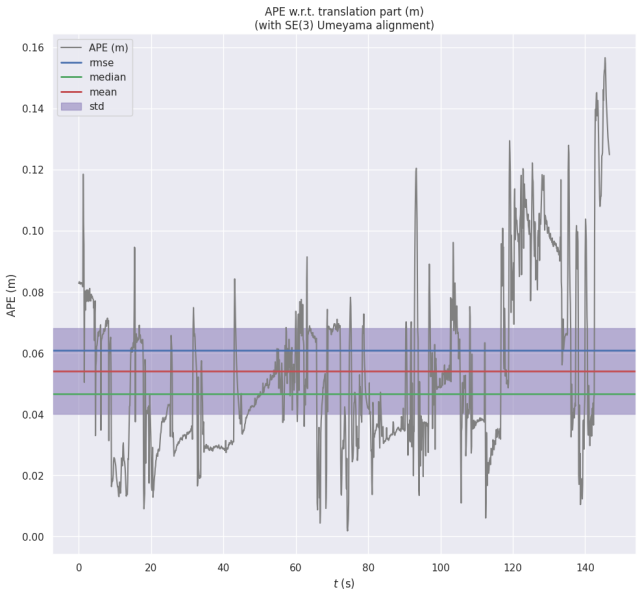 APE w.r.t. translation part (m)
(with SE(3) Umeyama alignment)
APE (m)
rmse
median
mean
std
APE (m)
0.16
0.14
0.12
0.10
0.08
0.06
0.04
0.02
0.00
0 20 40 60 80 100 120 140
t (s)